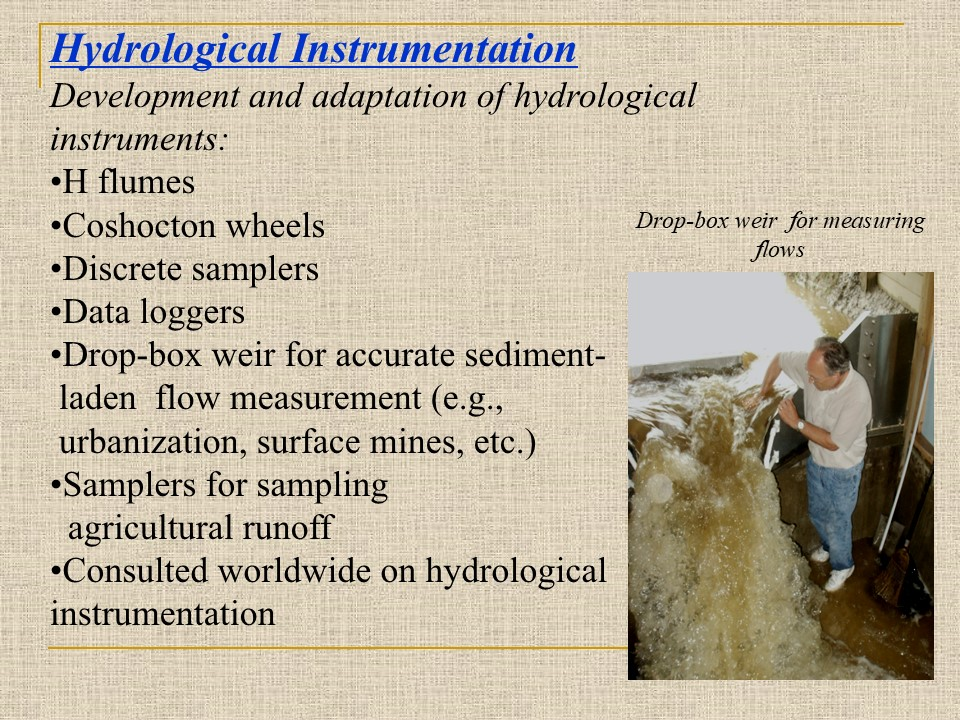 Hydrological Instrumentation
Development and adaptation of hydrological
instruments:
•H flumes
•Coshocton wheels
•Discrete samplers
•Data loggers
•Drop-box weir for accurate sediment-
laden  flow measurement (e.g.,
urbanization, surface mines, etc.)
•Samplers for sampling
agricultural runoff
•Consulted worldwide on hydrological
instrumentation
Drop-box weir  for measuring
flows